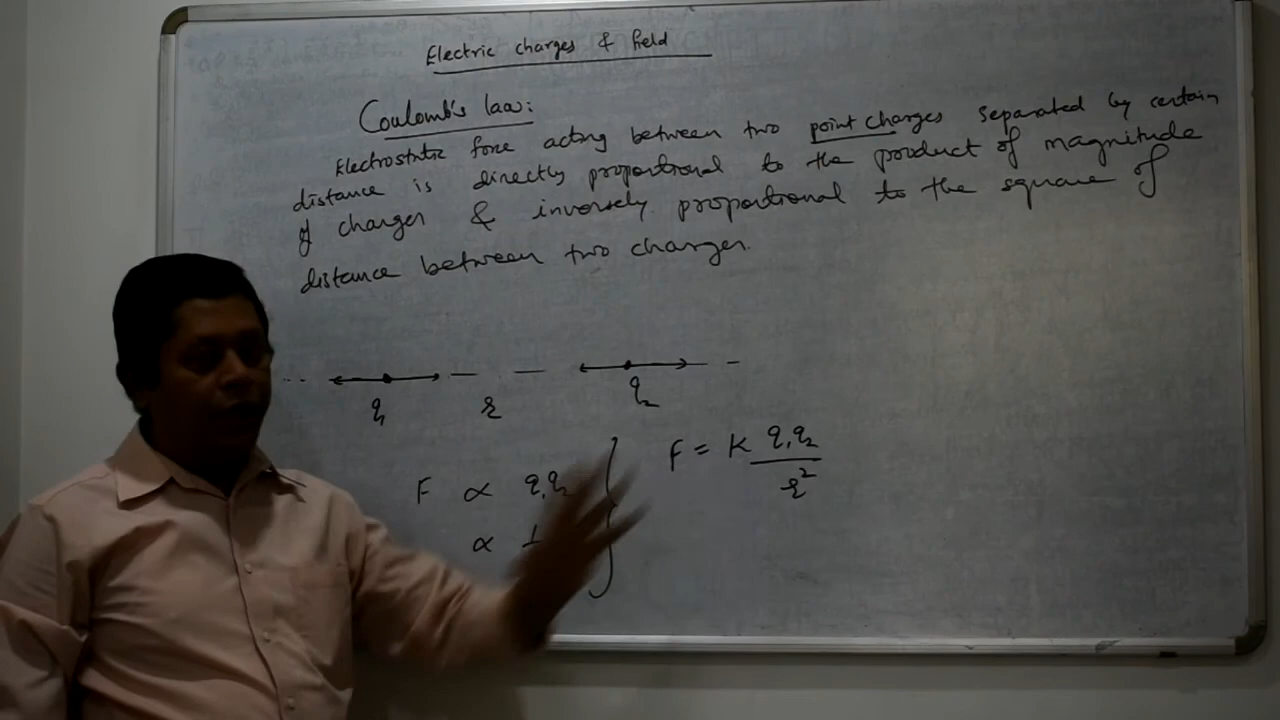 Electric charges & field
Coulomb's law:
Electrostatic force acting between two point charges separated by certain
distance is directly proportional to the product of magnitude
of charges & inversely proportional to the square of
distance between two charges.
q₁ r q₂
F ∝ q₁q₂
∝ 1
F = K q₁q₂
r²